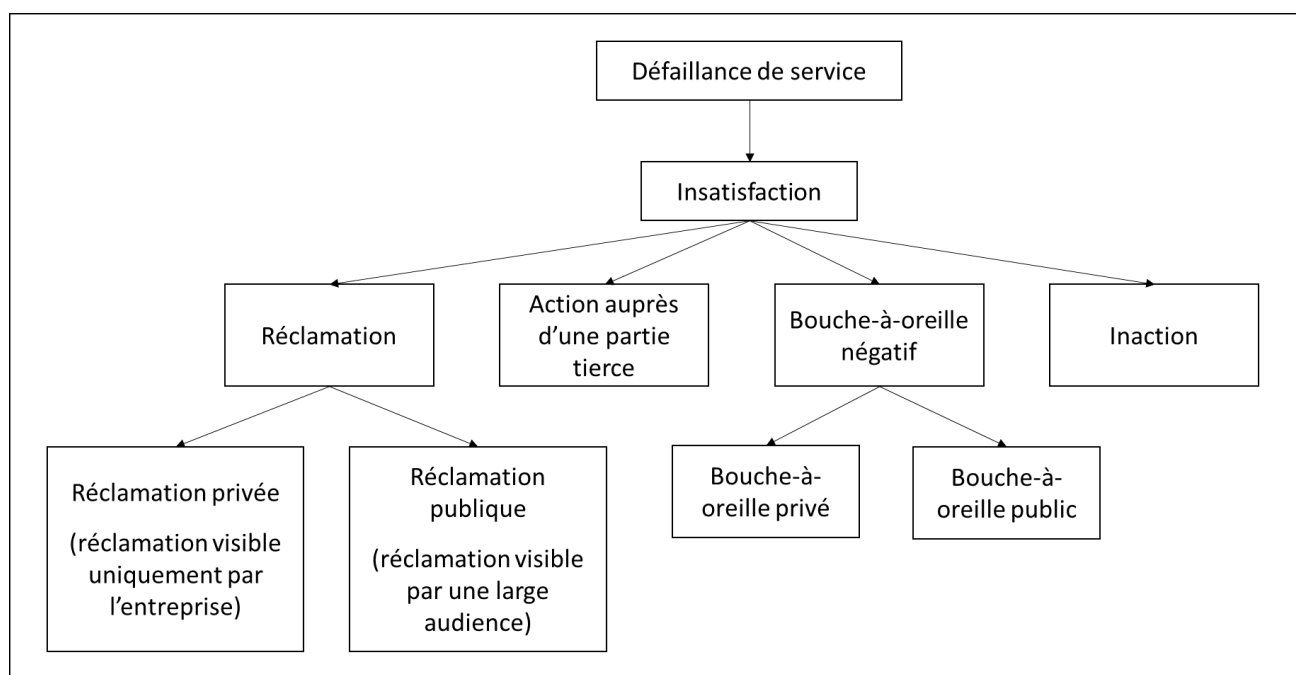 Défaillance de service
Insatisfaction
Réclamation
Action auprès
d’une partie
tierce
Bouche-à-oreille
négatif
Inaction
Réclamation privée
(réclamation visible
uniquement par
l’entreprise)
Réclamation
publique
(réclamation visible
par une large
audience)
Bouche-à-
oreille privé
Bouche-à-
oreille public